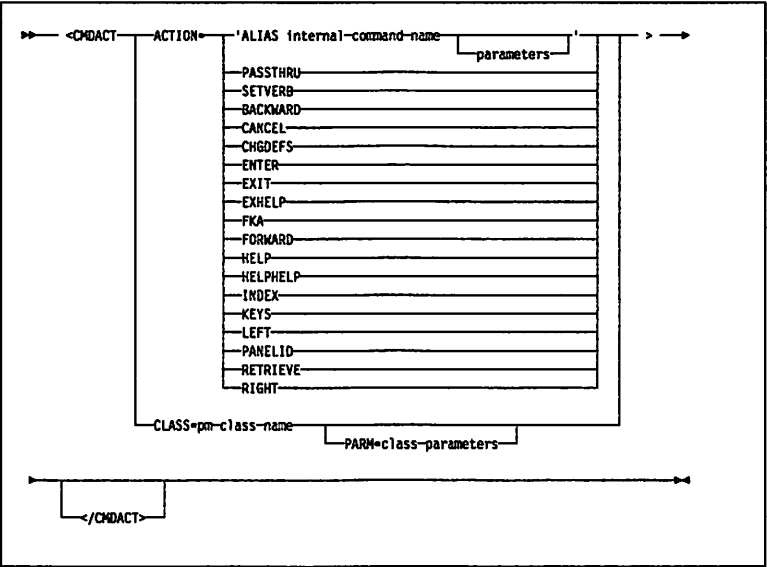 <CMDACT ACTION= 'ALIAS internal-command-name parameters '>
PASSTHRU
SETVERB
BACKWARD
CANCEL
CHGDEFS
ENTER
EXIT
EXHELP
FKA
FORWARD
HELP
HELPHELP
INDEX
KEYS
LEFT
PANELID
RETRIEVE
RIGHT
CLASS=pm-class-name
PARM=class-parameters
</CMDACT>